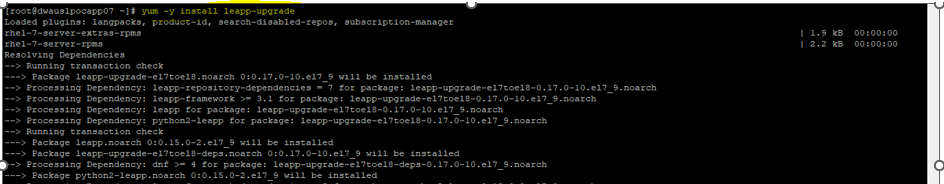 [root@dwauslpocapp07 ~]# yum -y install leapp-upgrade
Loaded plugins: langpacks, product-id, search-disabled-repos, subscription-manager
rhel-7-server-extras-rpms | 1.9 kB 00:00:00
rhel-7-server-rpms | 2.2 kB 00:00:00
Resolving Dependencies
--> Running transaction check
---> Package leapp-upgrade-el7toel8.noarch 0:0.17.0-10.el7_9 will be installed
--> Processing Dependency: leapp-repository-dependencies = 7 for package: leapp-upgrade-el7toel8-0.17.0-10.el7_9.noarch
--> Processing Dependency: leapp-framework >= 3.1 for package: leapp-upgrade-el7toel8-0.17.0-10.el7_9.noarch
--> Processing Dependency: leapp for package: leapp-upgrade-el7toel8-0.17.0-10.el7_9.noarch
--> Processing Dependency: python2-leapp for package: leapp-upgrade-el7toel8-0.17.0-10.el7_9.noarch
--> Running transaction check
---> Package leapp.noarch 0:0.15.0-2.el7_9 will be installed
---> Package leapp-upgrade-el7toel8-deps.noarch 0:0.17.0-10.el7_9 will be installed
--> Processing Dependency: dnf >= 4 for package: leapp-upgrade-el7toel8-deps-0.17.0-10.el7_9.noarch
---> Package python2-leapp.noarch 0:0.15.0-2.el7_9 will be installed